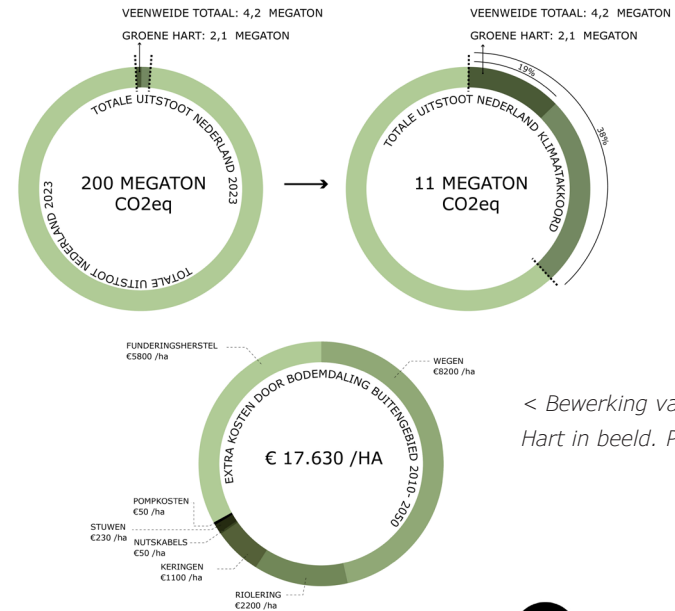 VEENWEIDE TOTAAL: 4,2 MEGATON
GROENE HART: 2,1 MEGATON
TOTALE UITSTOOT NEDERLAND 2023
200 MEGATON
CO2eq
TOTALE UITSTOOT NEDERLAND 2023
VEENWEIDE TOTAAL: 4,2 MEGATON
GROENE HART: 2,1 MEGATON
19%
38%
TOTALE UITSTOOT NEDERLAND KLIMAATAKKOORD
11 MEGATON
CO2eq
FUNDERINGSHERSTEL
€5800 /ha
WEGEN
€8200 /ha
EXTRA KOSTEN DOOR BODEMDALING BUITENGEBIED 2010- 2050
€ 17.630 /HA
POMPKOSTEN
€50 /ha
STUWEN
€230 /ha
NUTSKABELS
€50 /ha
KERINGEN
€1100 /ha
RIOLERING
€2200 /ha
< Bewerking va
Hart in beeld. P